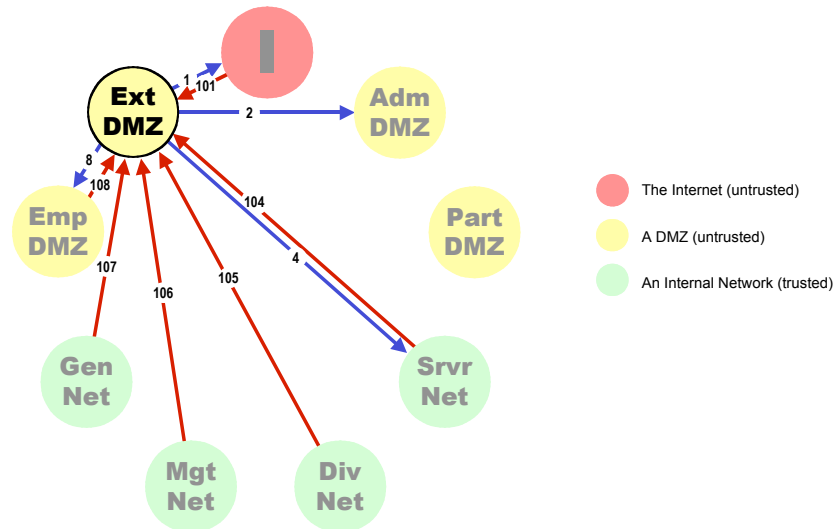 I
1
101
Ext
DMZ
2
Adm
DMZ
8
108
104
Emp
DMZ
Part
DMZ
107
106
105
4
Gen
Net
Srvr
Net
Mgt
Net
Div
Net
The Internet (untrusted)
A DMZ (untrusted)
An Internal Network (trusted)